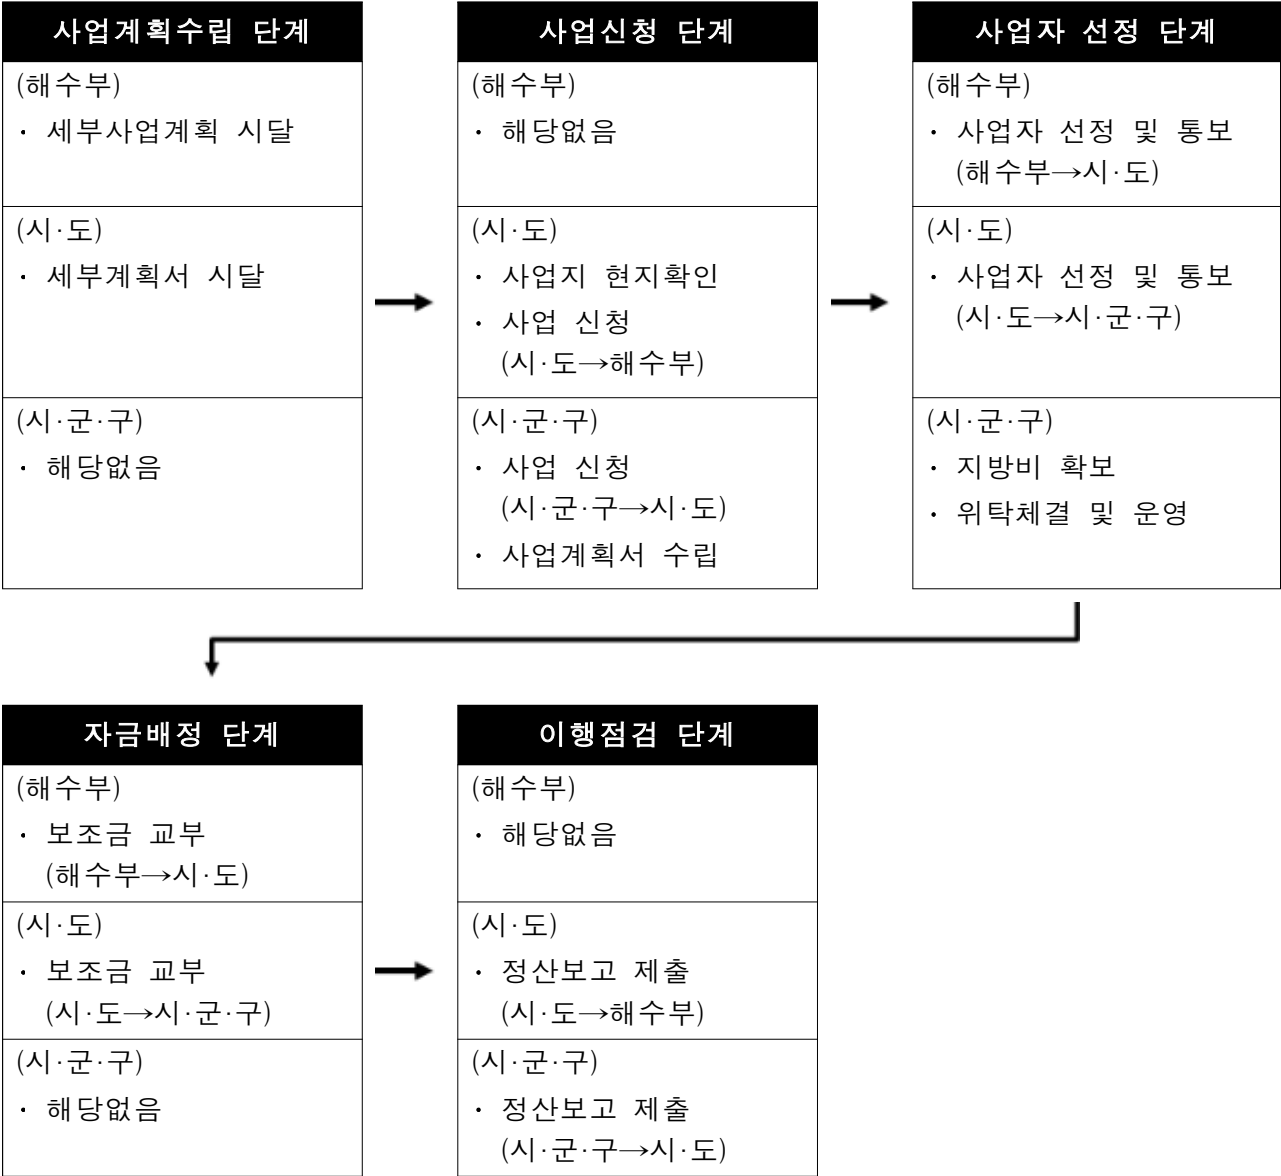 사업계획수립 단계
(해수부)
· 세부사업계획 시달
(시·도)
· 세부계획서 시달
(시·군·구)
· 해당없음
사업신청 단계
(해수부)
· 해당없음
(시·도)
· 사업지 현지확인
· 사업 신청
(시·도→해수부)
(시·군·구)
· 사업 신청
(시·군·구→시·도)
· 사업계획서 수립
사업자 선정 단계
(해수부)
· 사업자 선정 및 통보
(해수부→시·도)
(시·도)
· 사업자 선정 및 통보
(시·도→시·군·구)
(시·군·구)
· 지방비 확보
· 위탁체결 및 운영
자금배정 단계
(해수부)
· 보조금 교부
(해수부→시·도)
(시·도)
· 보조금 교부
(시·도→시·군·구)
(시·군·구)
· 해당없음
이행점검 단계
(해수부)
· 해당없음
(시·도)
· 정산보고 제출
(시·도→해수부)
(시·군·구)
· 정산보고 제출
(시·군·구→시·도)